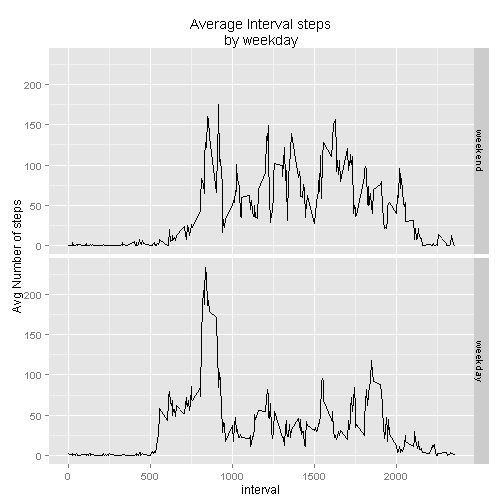 Average Interval steps
by weekday
Avg Number of steps
200
150
100
50
0
weekend
200
150
100
50
0
weekday
0 500 1000 1500 2000
interval